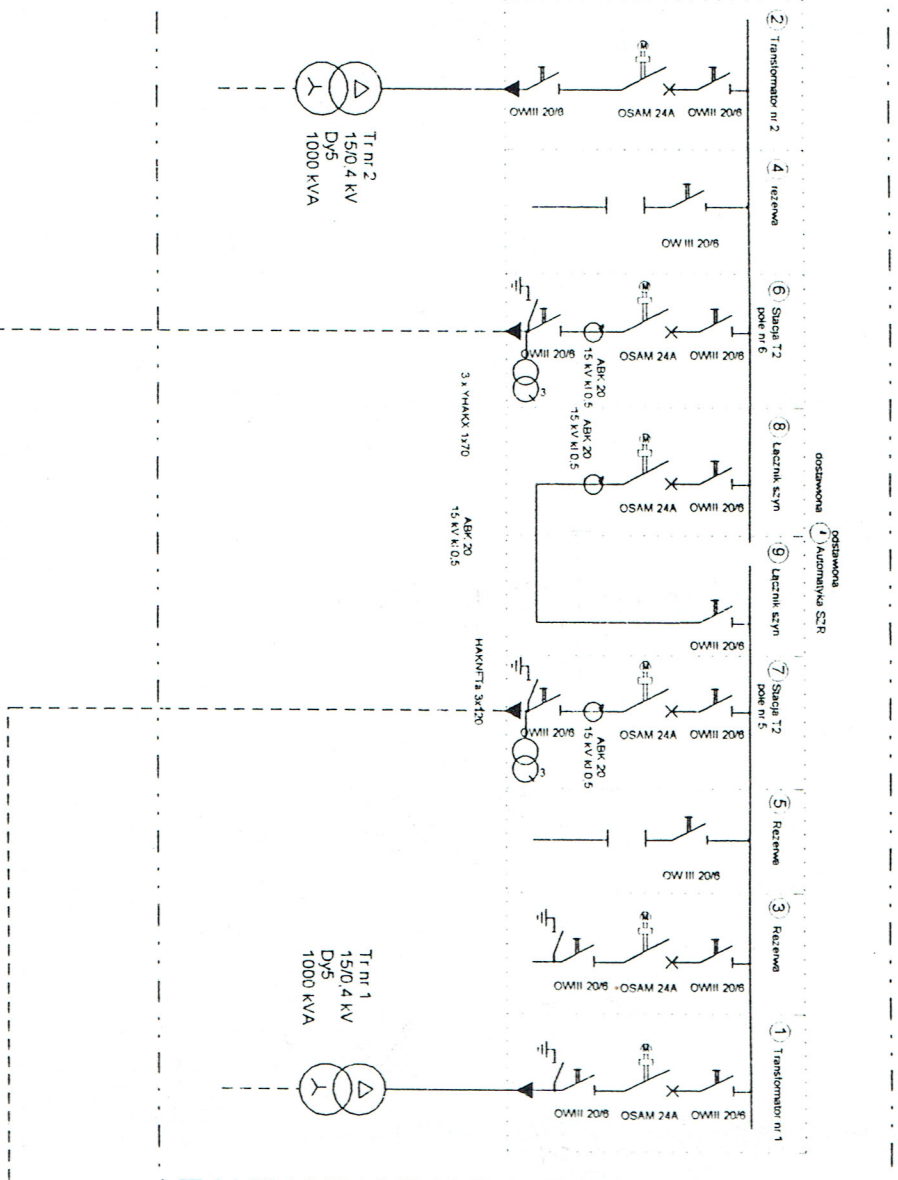 2 Transformator nr 2
OWIII 20/6
OSAM 24A
OWIII 20/6
Tr nr 2
15/0,4 kV
Dy5
1000 kVA
4 rezerwa
OW III 20/6
6 Stacja T2
pole nr 6
OWIII 20/6
OSAM 24A
OWIII 20/6
ABK 20
15 kV kl 0,5
3
3 x YHAKX 1x70
8 Łącznik szyn
OSAM 24A
OWIII 20/6
ABK 20
15 kV kl 0,5
ABK 20
15 kV kl 0,5
dostawiona
odstawiona
Automatyka SZR
9 Łącznik szyn
OWIII 20/6
7 Stacja T2
pole nr 5
OWIII 20/6
OSAM 24A
OWIII 20/6
ABK 20
15 kV kl 0,5
3
HAKNFTa 3x120
5 Rezerwa
OW III 20/6
3 Rezerwa
OWIII 20/6
OSAM 24A
OWIII 20/6
1 Transformator nr 1
OWIII 20/6
OSAM 24A
OWIII 20/6
Tr nr 1
15/0,4 kV
Dy5
1000 kVA